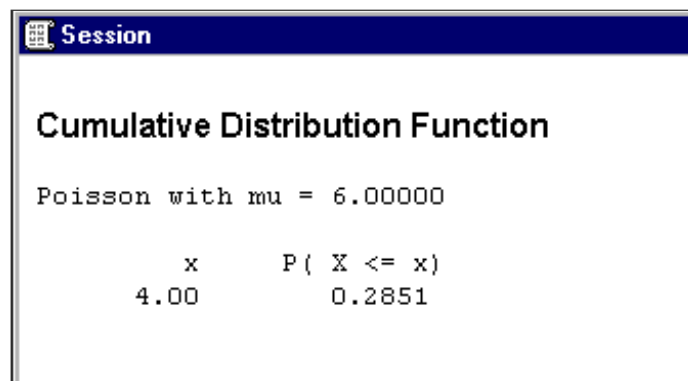 Session
Cumulative Distribution Function
Poisson with mu = 6.00000
x P( X <= x)
4.00 0.2851